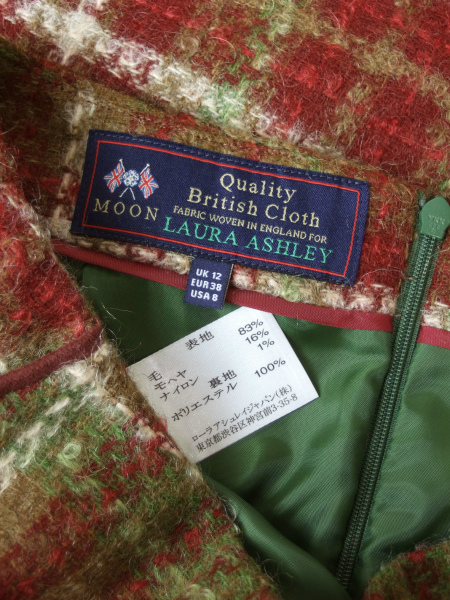 Quality
British Cloth
MOON
FABRIC WOVEN IN ENGLAND FOR
LAURA ASHLEY
UK 12
EUR 38
USA 8
表地
毛 83%
モヘヤ 16%
ナイロン 1%
裏地
ポリエステル 100%
ローラアシュレイジャパン(株)
東京都渋谷区神宮前3-35-8